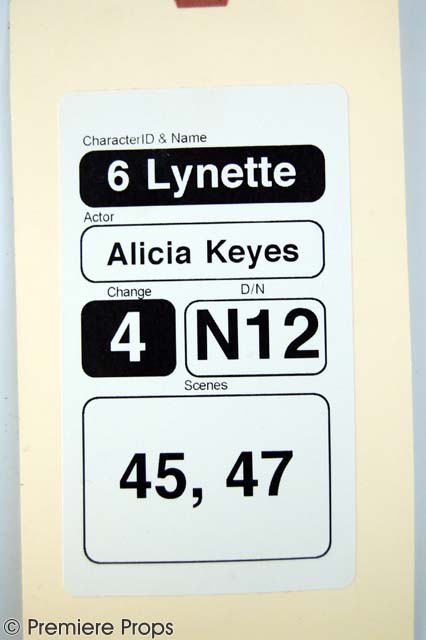 CharacterID & Name
6 Lynette
Actor
Alicia Keyes
Change D/N
4 N12
Scenes
45, 47
© Premiere Props